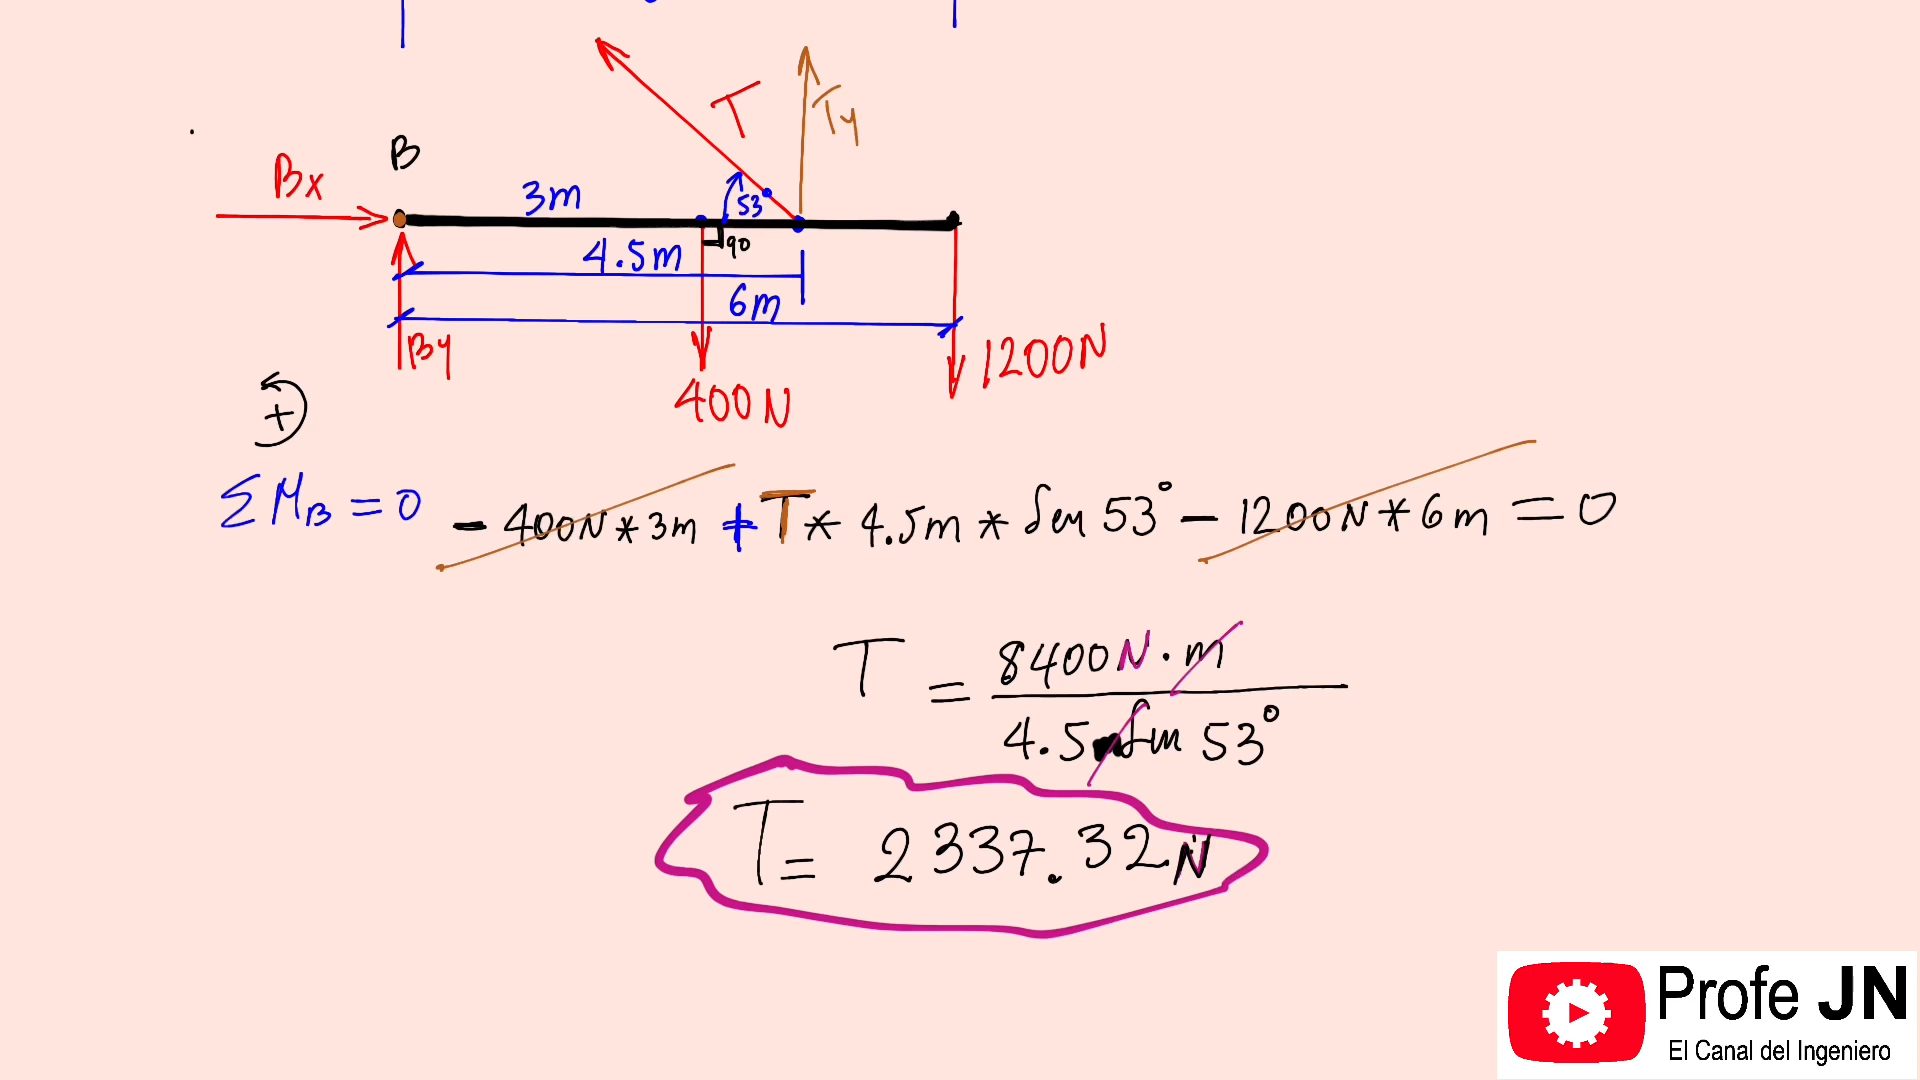 T
Ty
B
Bx
3m
53
90
4.5m
6m
By
1200N
400N
+
ΣM_B = 0 - 400N * 3m + T * 4.5m * Sen 53° - 1200N * 6m = 0
T = 8400N·m / 4.5m Sen 53°
T = 2337.32N
Profe JN
El Canal del Ingeniero